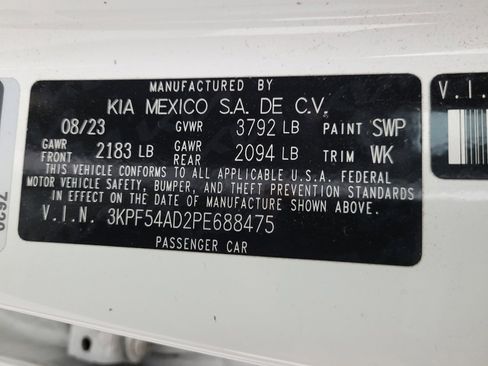 MANUFACTURED BY
KIA MEXICO S.A. DE C.V.
08/23 GVWR 3792 LB PAINT SWP
GAWR FRONT 2183 LB GAWR REAR 2094 LB TRIM WK
THIS VEHICLE CONFORMS TO ALL APPLICABLE U.S.A. FEDERAL
MOTOR VEHICLE SAFETY, BUMPER, AND THEFT PREVENTION STANDARDS
IN EFFECT ON THE DATE OF MANUFACTURE SHOWN ABOVE.
V.I.N. 3KPF54AD2PE688475
PASSENGER CAR
V.I.